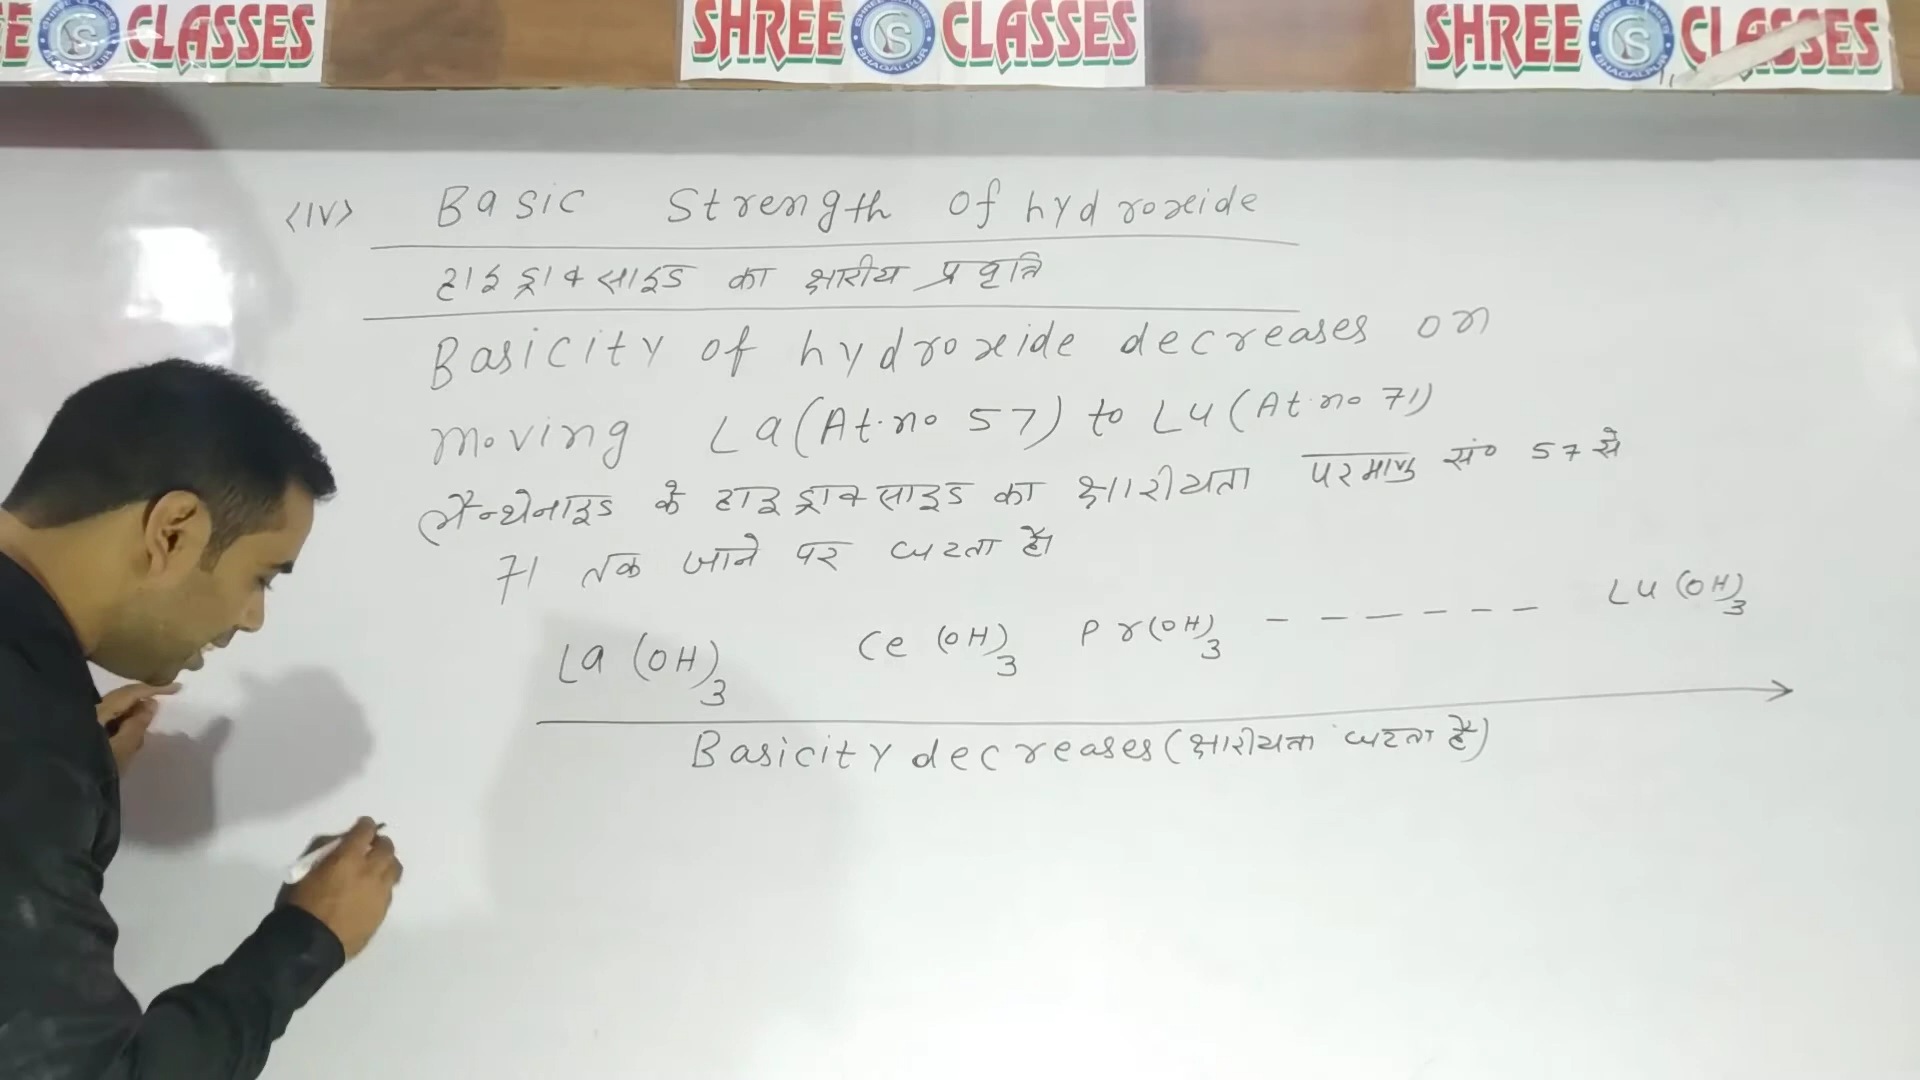 E CLASSES
SHREE CLASSES
SHREE CLASSES
BHAGALPUR
<IV> Basic Strength of hydroxide
हाइड्राक्साइड का क्षारीय प्रवृत्ति
Basicity of hydroxide decreases on
moving La (At. no 57) to Lu (At no 71)
लैन्थेनाइड के हाइड्राक्साइड का क्षारीयता परमाणु सं० 57 से
71 तक जाने पर घटता है।
La (OH)3 Ce (OH)3 Pr (OH)3 - - - - - - Lu (OH)3
Basicity decreases (क्षारीयता घटता है)